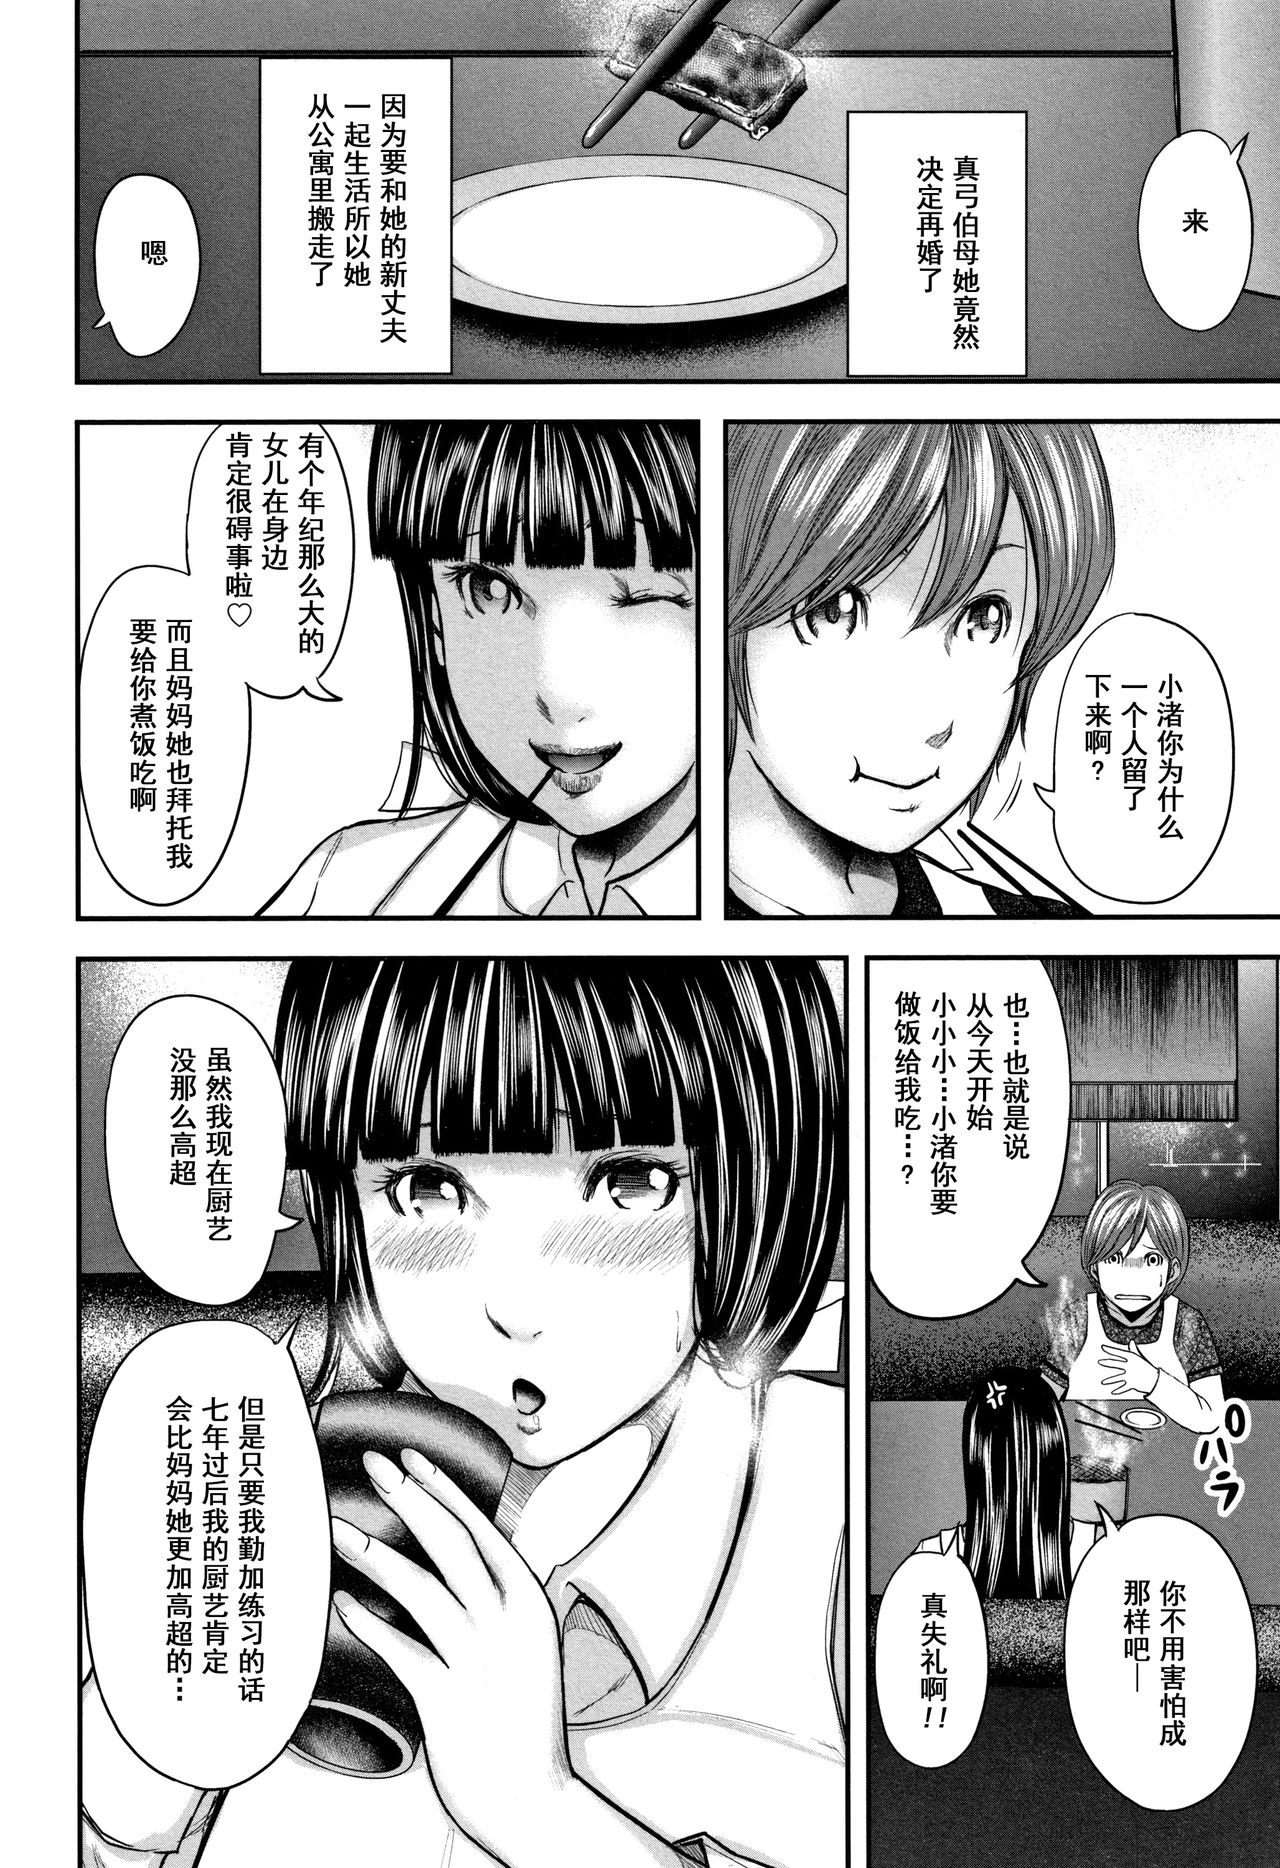 来
真弓伯母她竟然
决定再婚了
因为要和她的新丈夫
一起生活所以她
从公寓里搬走了
嗯
小渚你为什么
一个人留了
下来啊?
有个年纪那么大的
女儿在身边
肯定很碍事啦♡
而且妈妈她也拜托我
要给你煮饭吃啊
也…也就是说
从今天开始
小小小…小渚你要
做饭给我吃…?
ハラ
你不用害怕成
那样吧—
真失礼啊!!
虽然我现在厨艺
没那么高超
但是只要我勤加练习的话
七年过后我的厨艺肯定
会比妈妈她更加高超的…